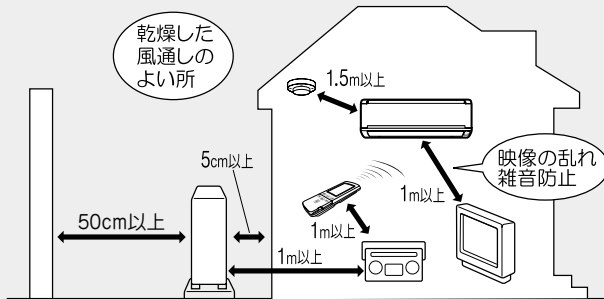 乾燥した
風通しの
よい所
1.5m以上
5cm以上
映像の乱れ
雑音防止
1m以上
50cm以上
1m以上
1m以上